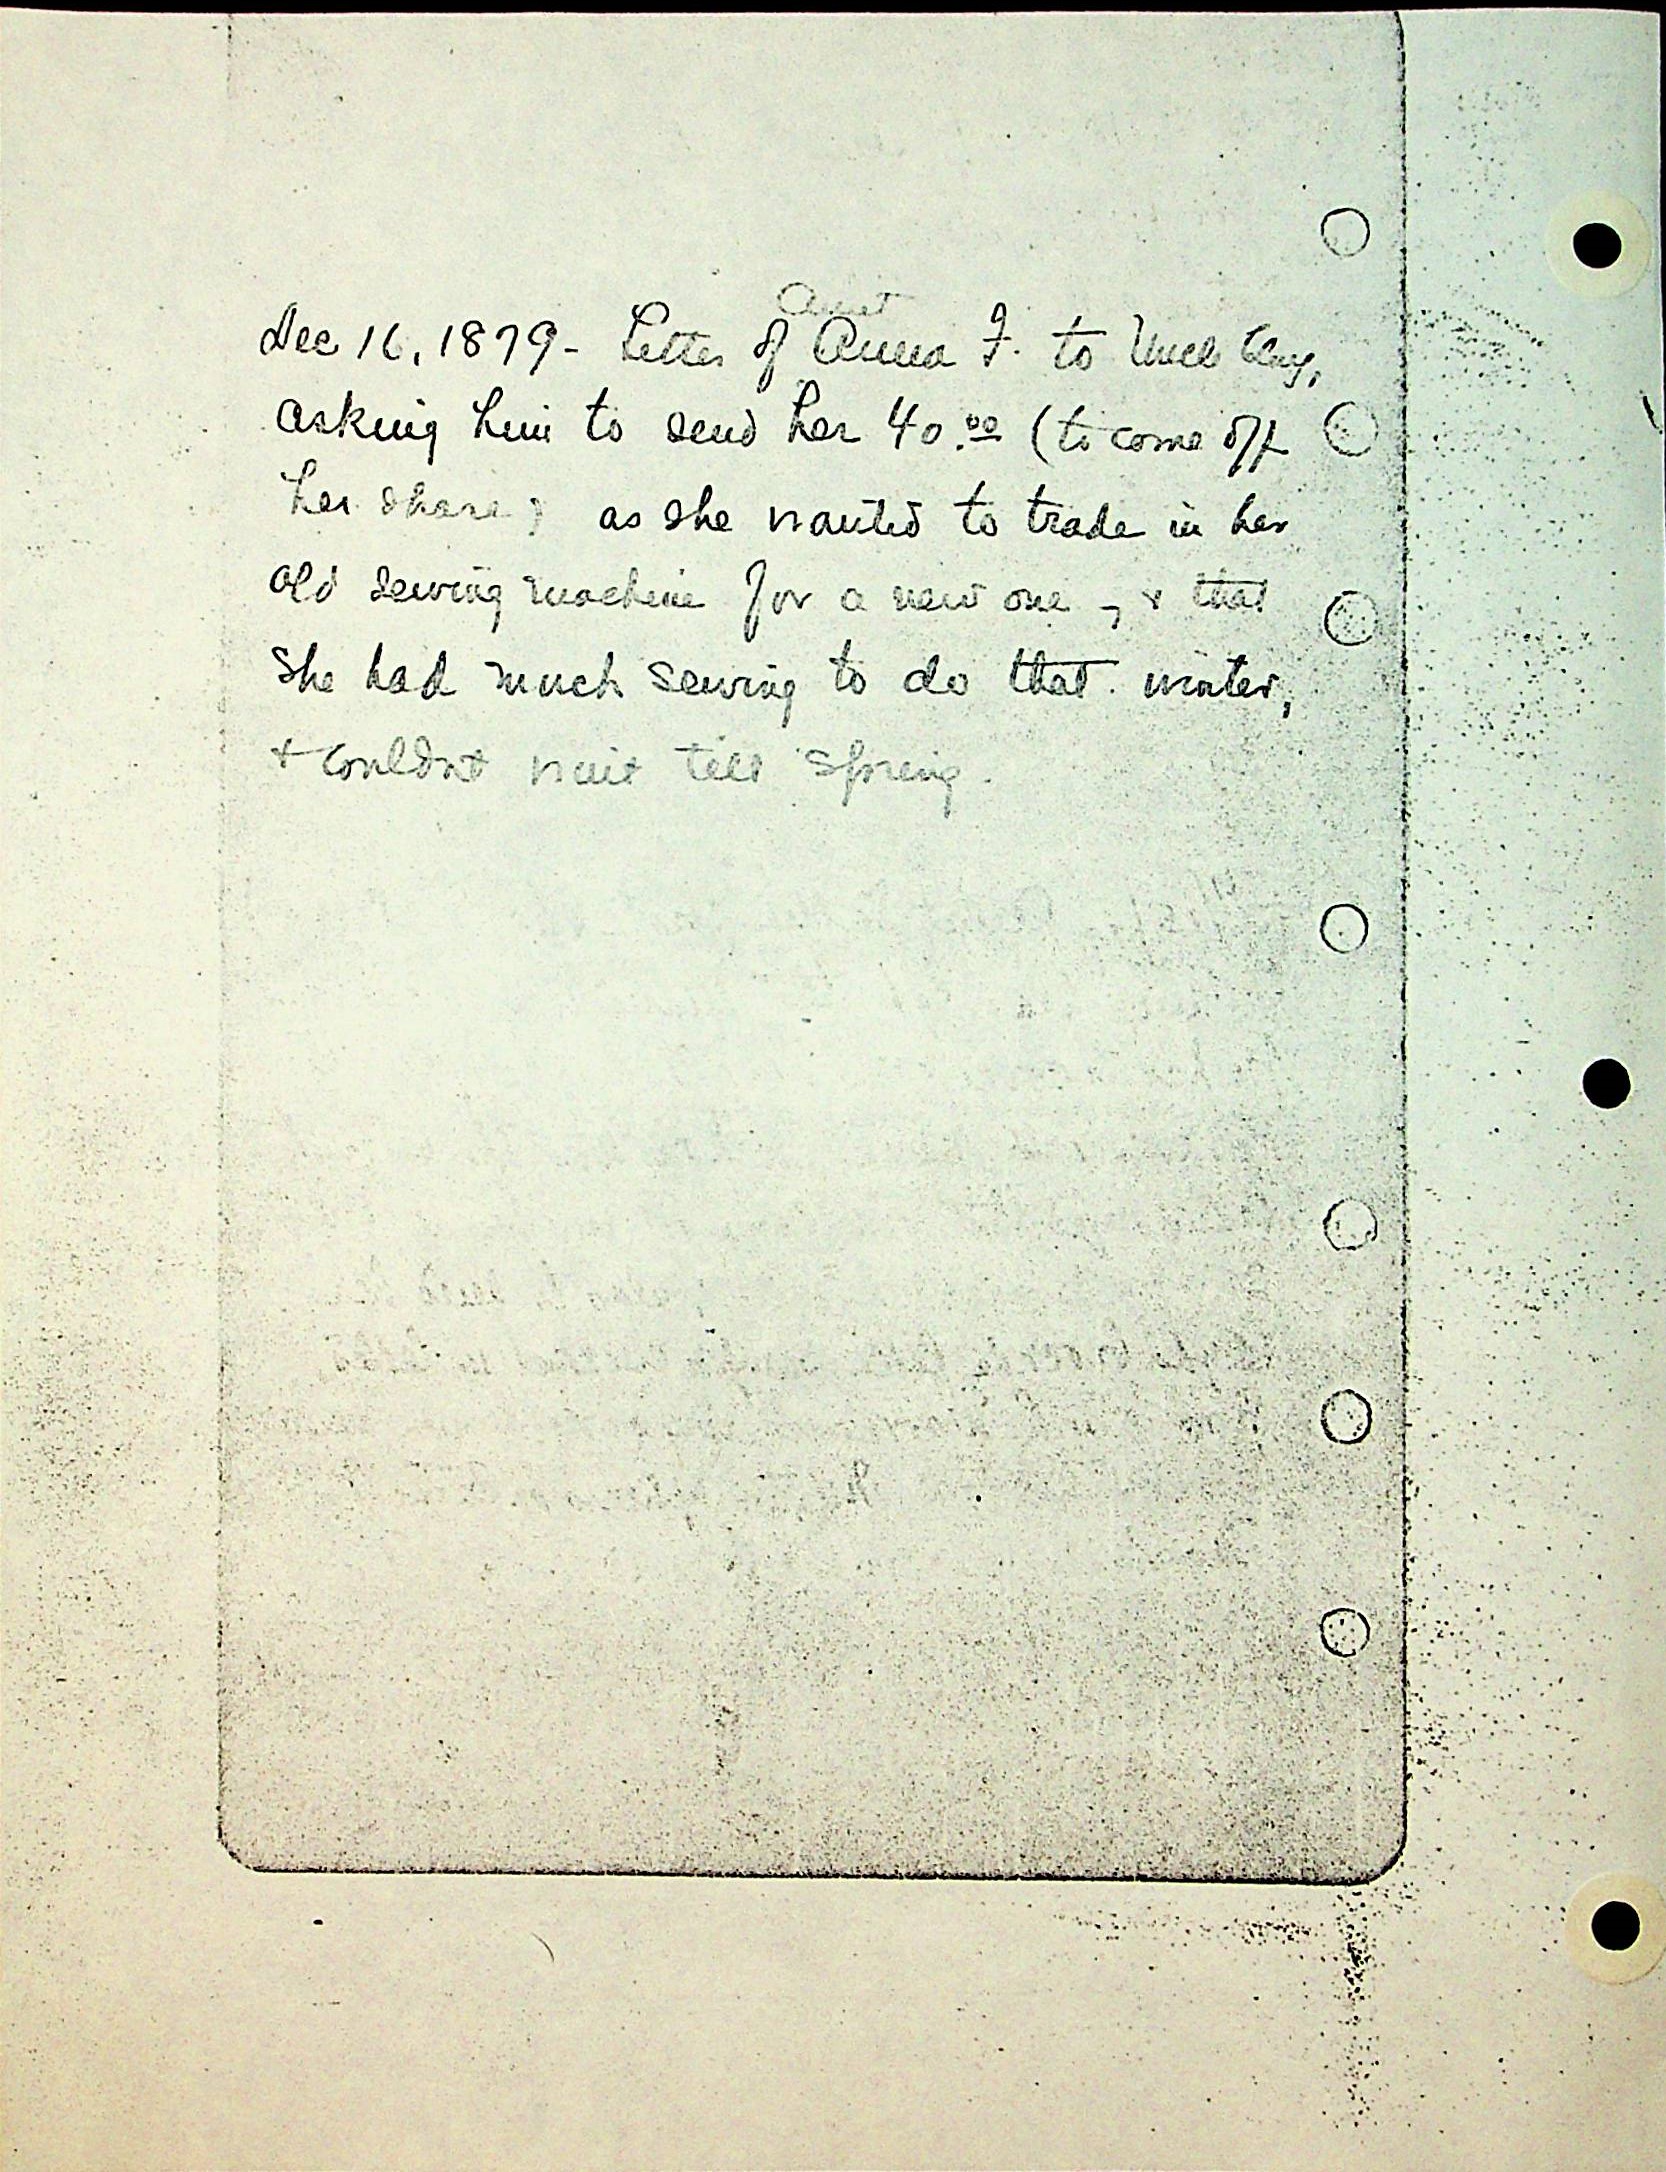 Aunt
Dec 16, 1879 - Letter of Anna F. to Uncle Clay,
asking him to send her 40.00 (to come off
her share) as she wanted to trade in her
old sewing machine for a new one, & that
she had much sewing to do that winter,
& couldn't wait till spring.